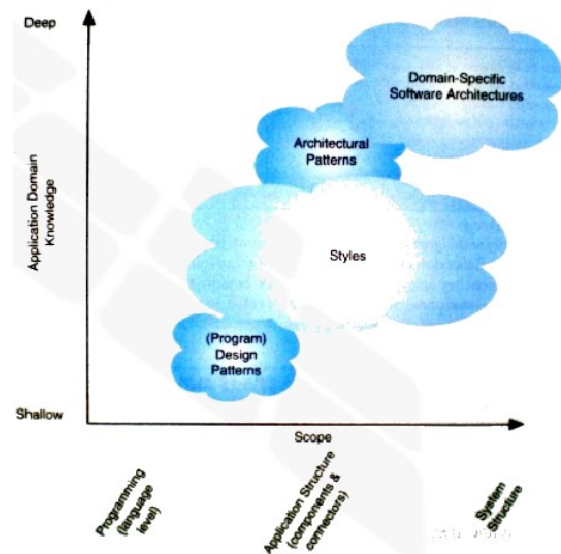 Deep
Domain-Specific
Software Architectures
Architectural
Patterns
Application Domain
Knowledge
Styles
(Program)
Design
Patterns
Shallow
Scope
Programming
(language
level)
Application Structure
(components &
connectors)
System
Structure